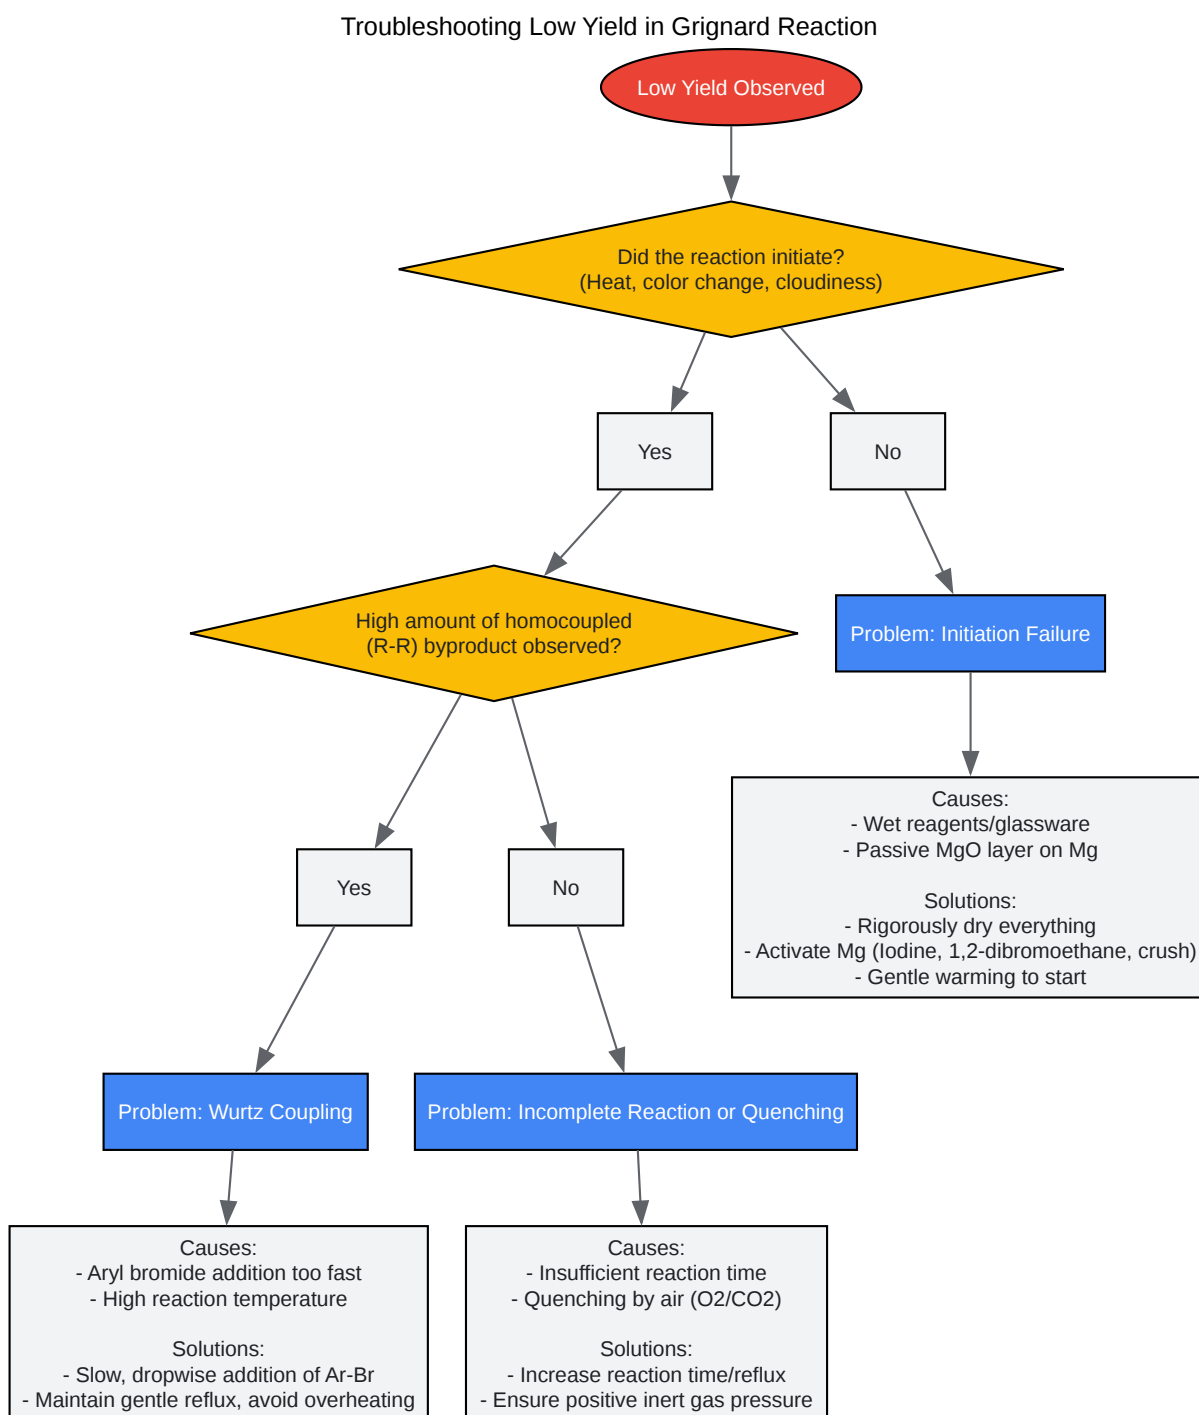 Troubleshooting Low Yield in Grignard Reaction
Low Yield Observed
Did the reaction initiate?
(Heat, color change, cloudiness)
Yes
No
High amount of homocoupled
(R-R) byproduct observed?
Problem: Initiation Failure
Causes:
- Wet reagents/glassware
- Passive MgO layer on Mg
Solutions:
- Rigorously dry everything
- Activate Mg (Iodine, 1,2-dibromoethane, crush)
- Gentle warming to start
Yes
No
Problem: Wurtz Coupling
Problem: Incomplete Reaction or Quenching
Causes:
- Aryl bromide addition too fast
- High reaction temperature
Solutions:
- Slow, dropwise addition of Ar-Br
- Maintain gentle reflux, avoid overheating
Causes:
- Insufficient reaction time
- Quenching by air (O2/CO2)
Solutions:
- Increase reaction time/reflux
- Ensure positive inert gas pressure